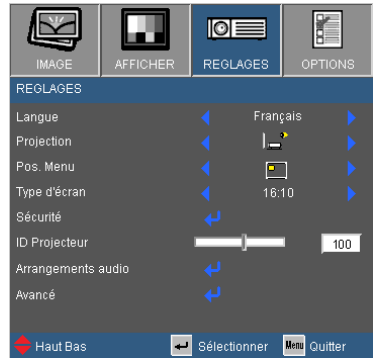 IMAGE AFFICHER REGLAGES OPTIONS
REGLAGES
Langue Français
Projection
Pos. Menu
Type d'écran 16:10
Sécurité
ID Projecteur 100
Arrangements audio
Avancé
Haut Bas Sélectionner Menu Quitter